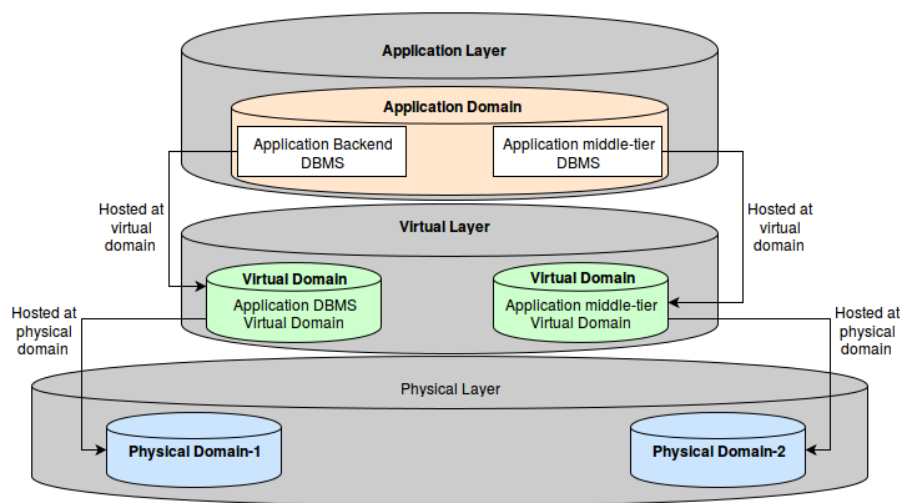 Application Layer
Application Domain
Application Backend
DBMS
Application middle-tier
DBMS
Hosted at
virtual
domain
Hosted at
virtual
domain
Virtual Layer
Virtual Domain
Application DBMS
Virtual Domain
Virtual Domain
Application middle-tier
Virtual Domain
Hosted at
physical
domain
Hosted at
physical
domain
Physical Layer
Physical Domain-1
Physical Domain-2